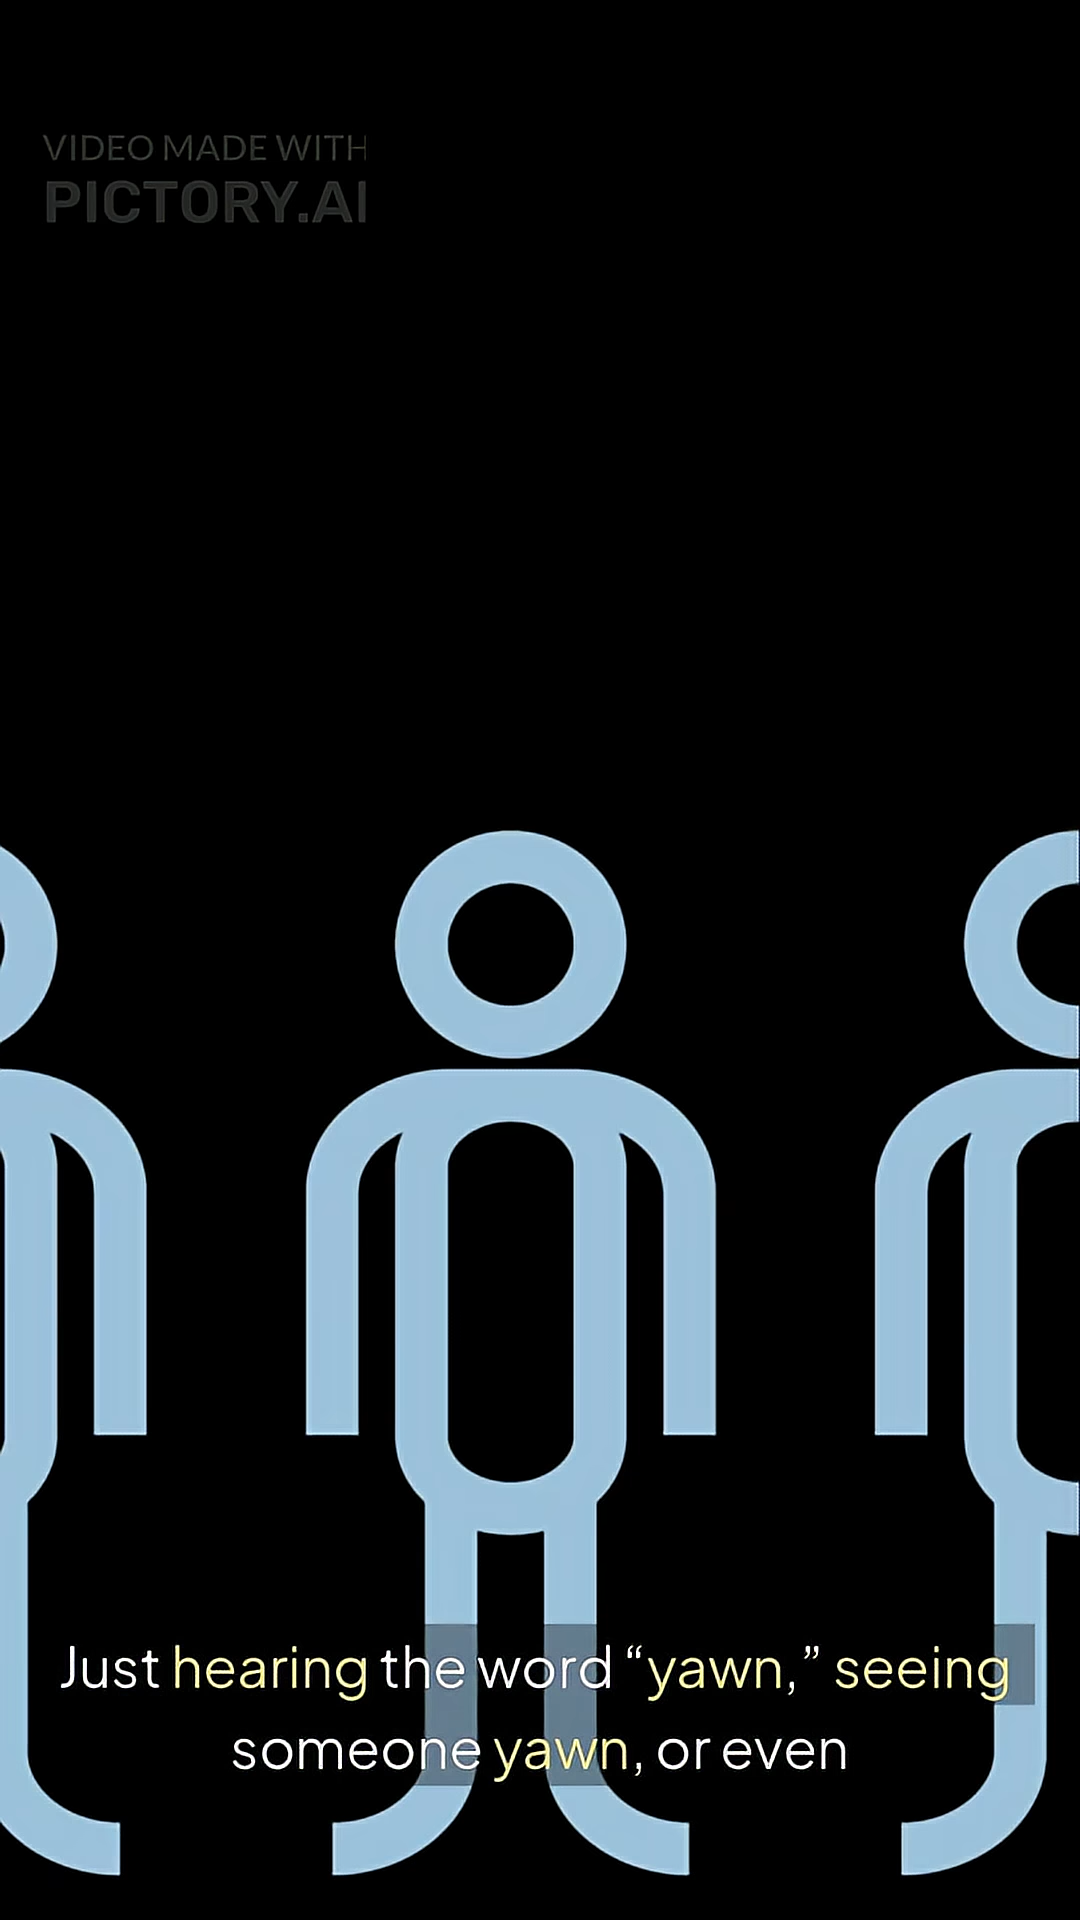 VIDEO MADE WITH
PICTORY.AI
Just hearing the word “yawn,” seeing
someone yawn, or even